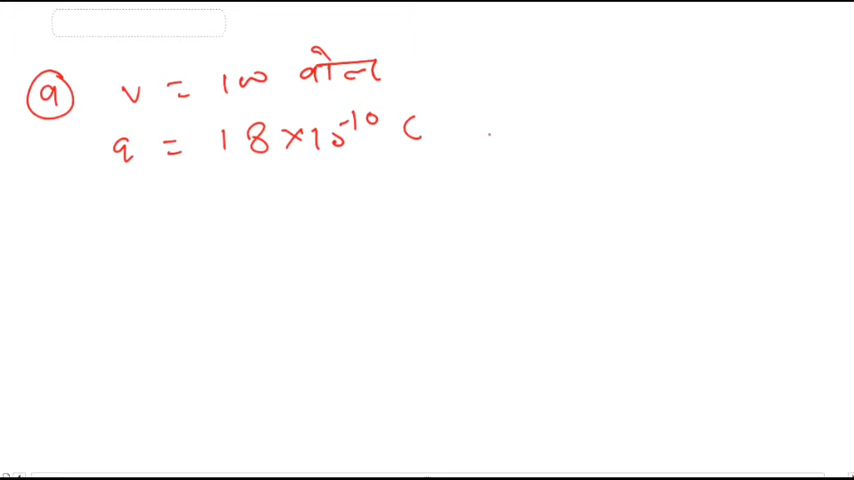 (9) v = 100 वोल्ट
q = 18×10⁻¹⁰ C